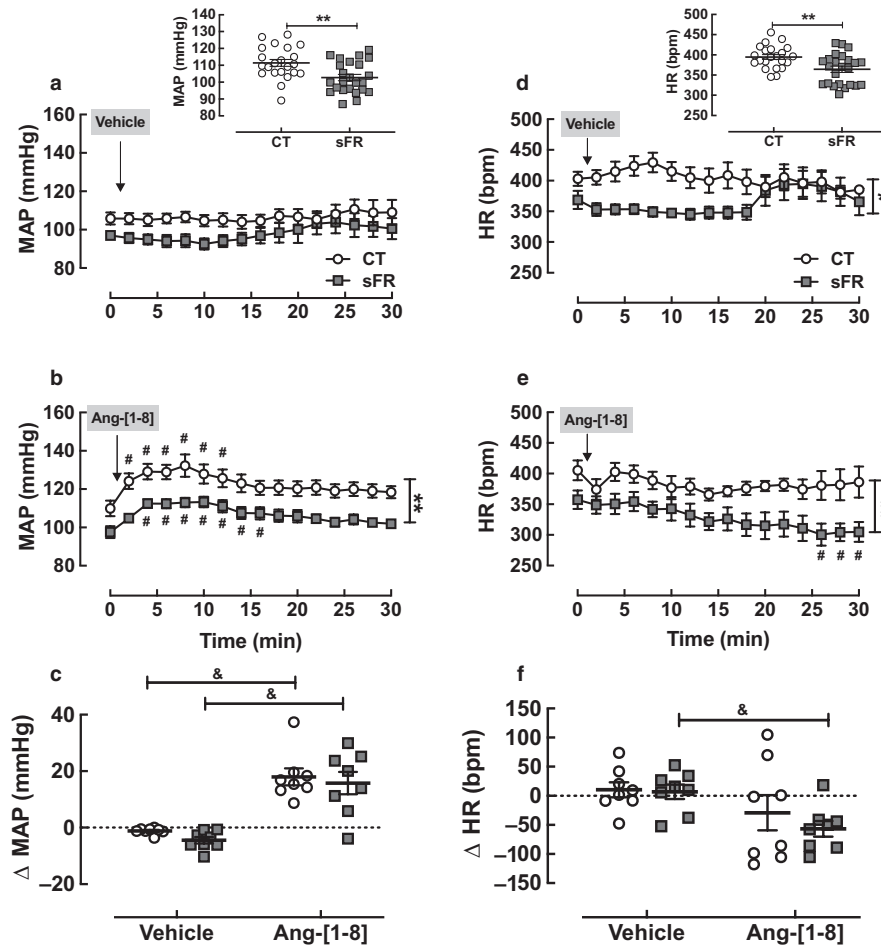 a
MAP (mmHg)
140
130
120
110
100
90
80
**
CT
sFR
MAP (mmHg)
160
140
120
100
80
Vehicle
CT
sFR
0 5 10 15 20 25 30
d
HR (bpm)
500
450
400
350
300
250
**
CT
sFR
HR (bpm)
500
450
400
350
300
250
Vehicle
CT
sFR
0 5 10 15 20 25 30
b
MAP (mmHg)
160
140
120
100
80
Ang-[1-8]
# # # # # #
# # # # # # #
**
0 5 10 15 20 25 30
Time (min)
e
HR (bpm)
500
450
400
350
300
250
Ang-[1-8]
# # #
0 5 10 15 20 25 30
Time (min)
c
&
&
Δ MAP (mmHg)
40
20
0
–20
Vehicle Ang-[1-8]
f
&
Δ HR (bpm)
150
100
50
0
–50
–100
–150
Vehicle Ang-[1-8]